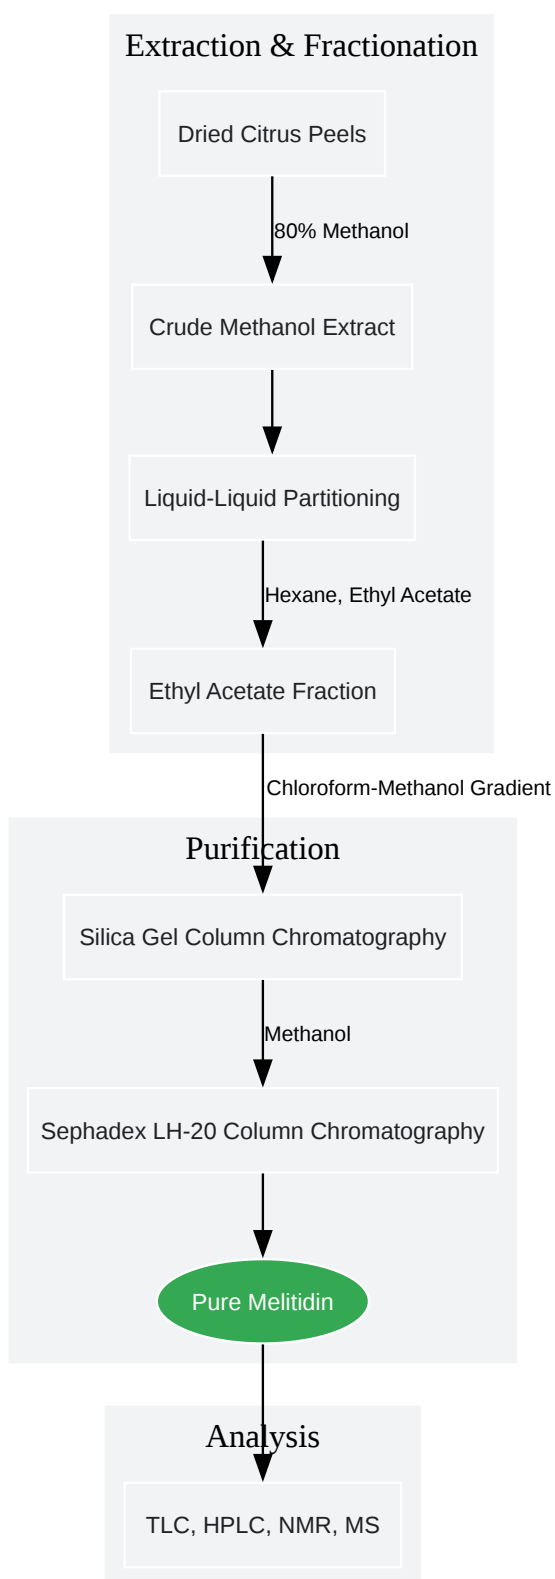 Extraction & Fractionation
Dried Citrus Peels
80% Methanol
Crude Methanol Extract
Liquid-Liquid Partitioning
Hexane, Ethyl Acetate
Ethyl Acetate Fraction
Chloroform-Methanol Gradient
Purification
Silica Gel Column Chromatography
Methanol
Sephadex LH-20 Column Chromatography
Pure Melitidin
Analysis
TLC, HPLC, NMR, MS